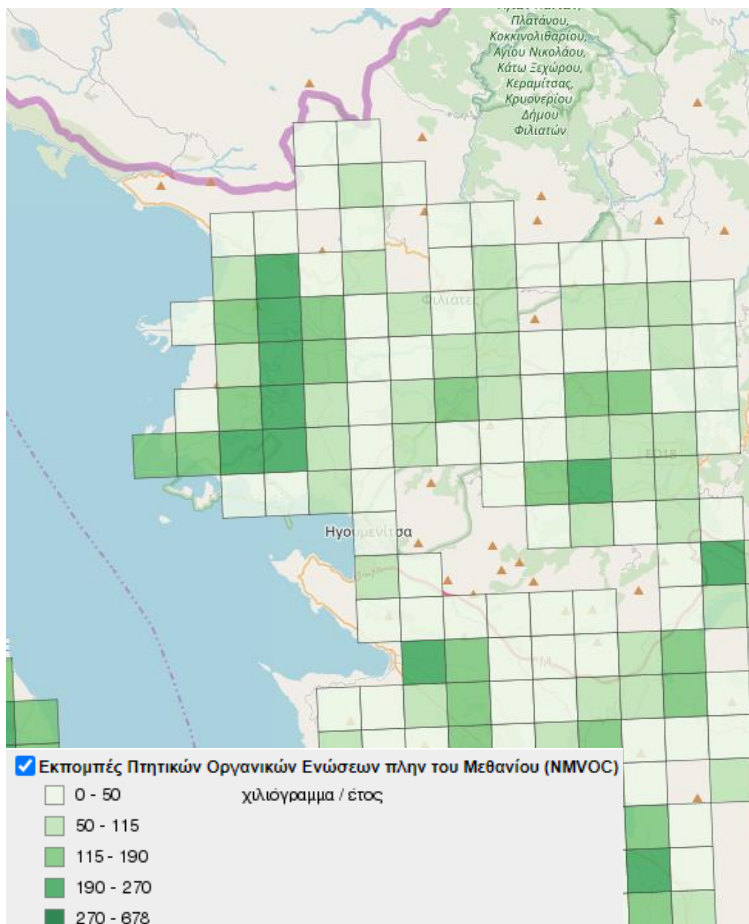 Πλατάνου,
Κοκκινολιθαρίου,
Αγίου Νικολάου,
Κάτω Ξεχώρου,
Κεραμίτσας,
Κρυονερίου
Δήμου
Φιλιατών
Φιλιάτες
ΕΟ18
Ηγουμενίτσα
Εκπομπές Πτητικών Οργανικών Ενώσεων πλην του Μεθανίου (NMVOC)
0 - 50 χιλιόγραμμα / έτος
50 - 115
115 - 190
190 - 270
270 - 678